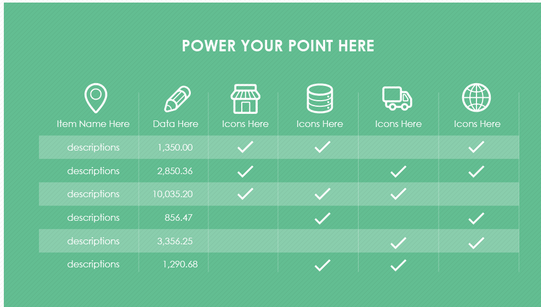 POWER YOUR POINT HERE
Item Name Here Data Here Icons Here Icons Here Icons Here Icons Here
descriptions 1,350.00
descriptions 2,850.36
descriptions 10,035.20
descriptions 856.47
descriptions 3,356.25
descriptions 1,290.68